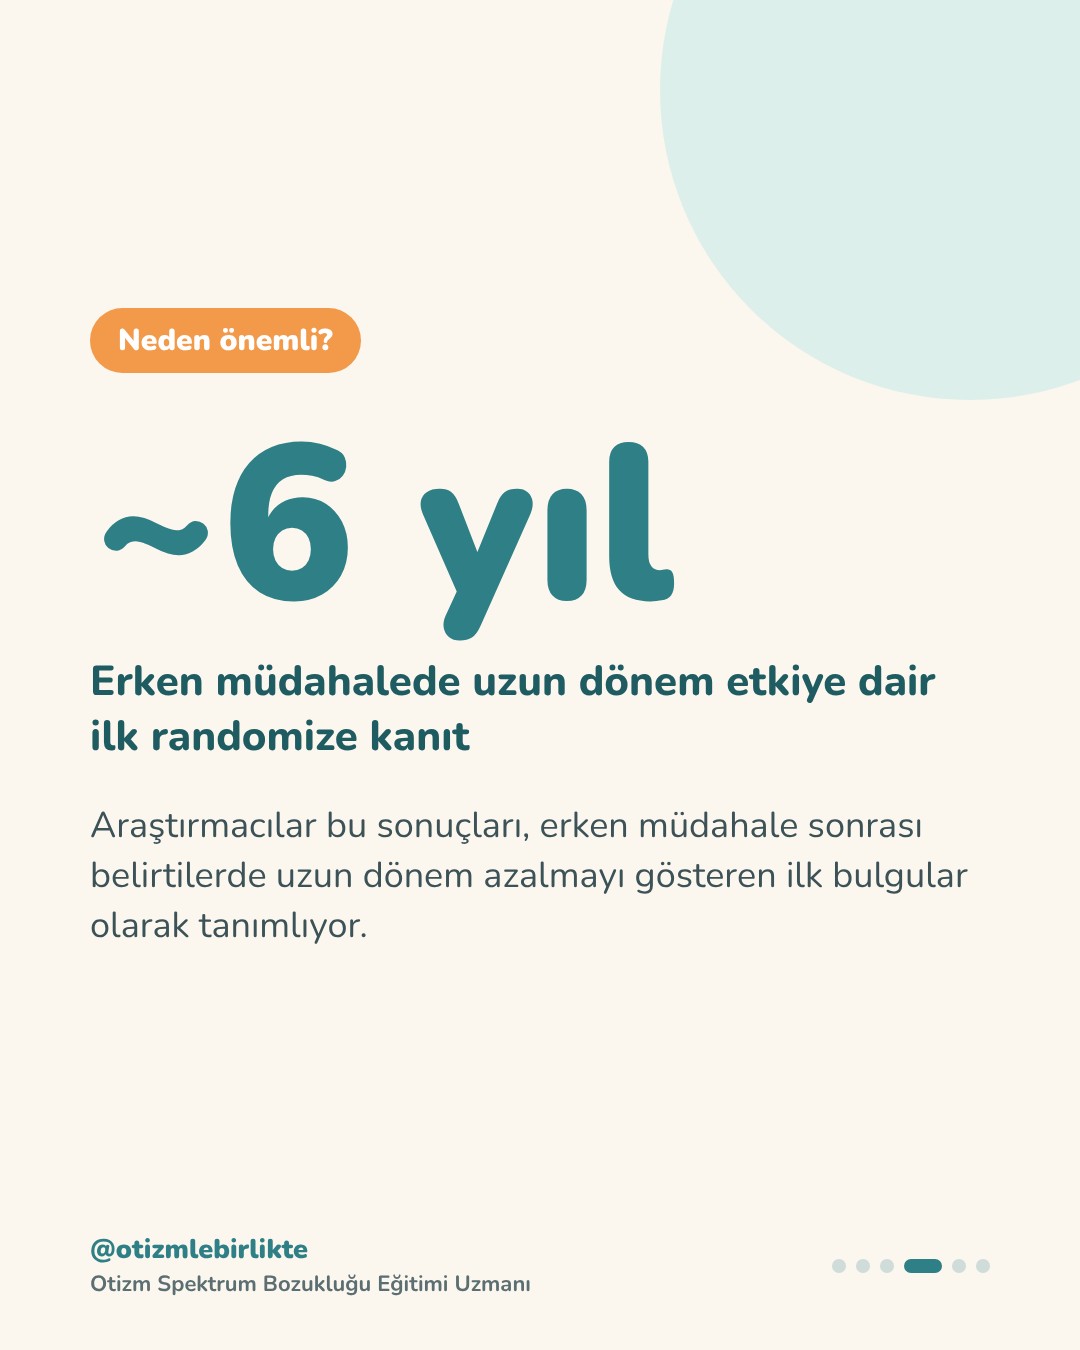 Neden önemli?
~6 yıl
Erken müdahalede uzun dönem etkiye dair
ilk randomize kanıt
Araştırmacılar bu sonuçları, erken müdahale sonrası
belirtilerde uzun dönem azalmayı gösteren ilk bulgular
olarak tanımlıyor.
@otizmlebirlikte
Otizm Spektrum Bozukluğu Eğitimi Uzmanı